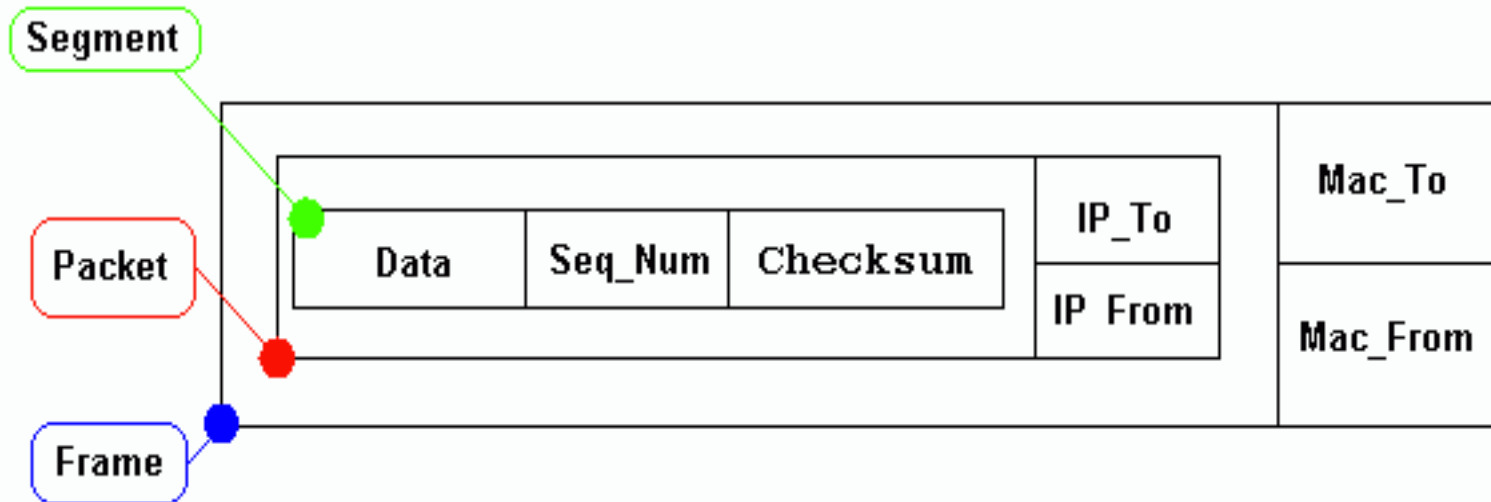 Segment
Mac_To
IP_To
Packet
Data
Seq_Num
Checksum
IP From
Mac_From
Frame